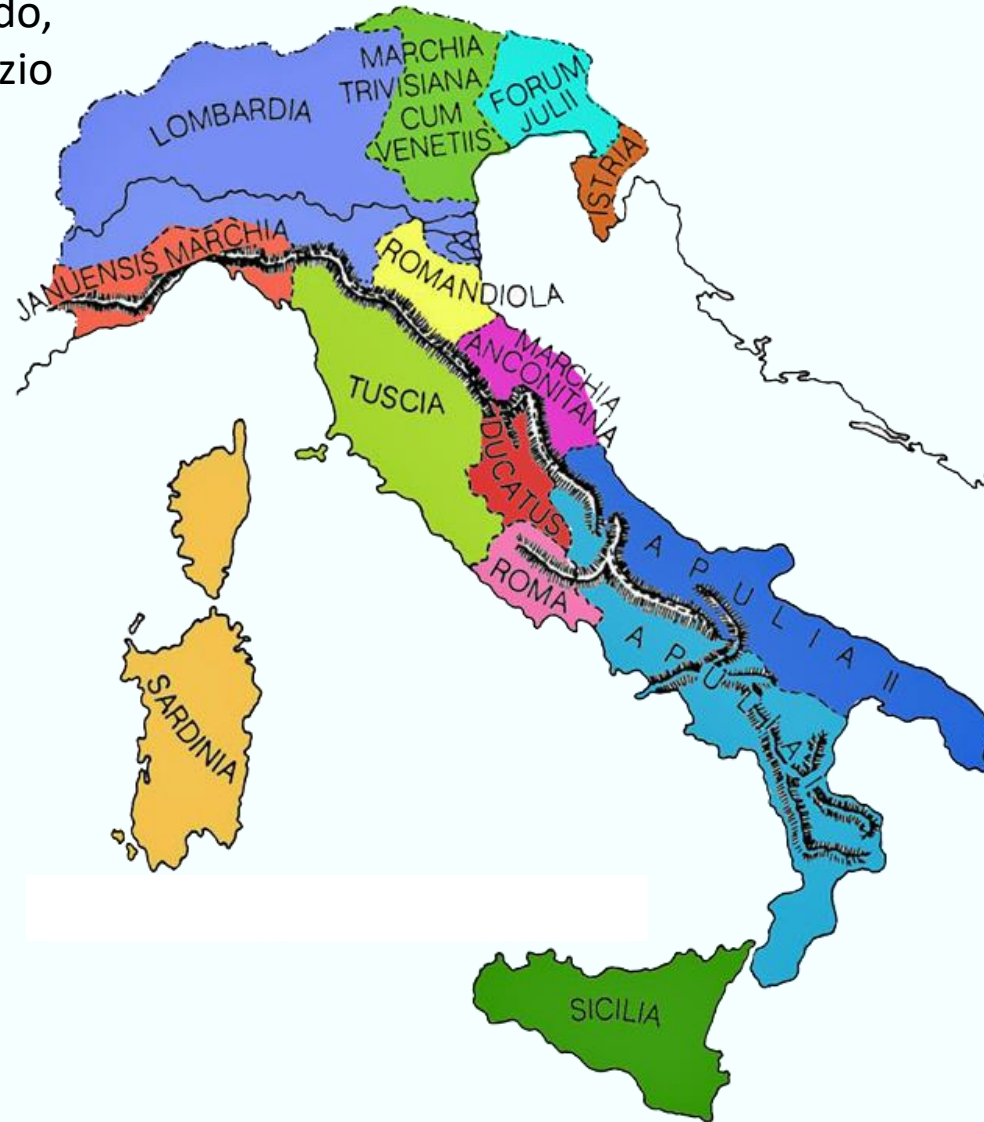 do,
zio
LOMBARDIA
MARCHIA
TRIVISIANA
CUM
VENETIIS
FORUM
JULII
ISTRIA
JANUENSIS MARCHIA
ROMANDIOLA
MARCHIA
ANCONITANA
TUSCIA
DUCATUS
ROMA
APULIA II
APULIA I
SARDINIA
SICILIA